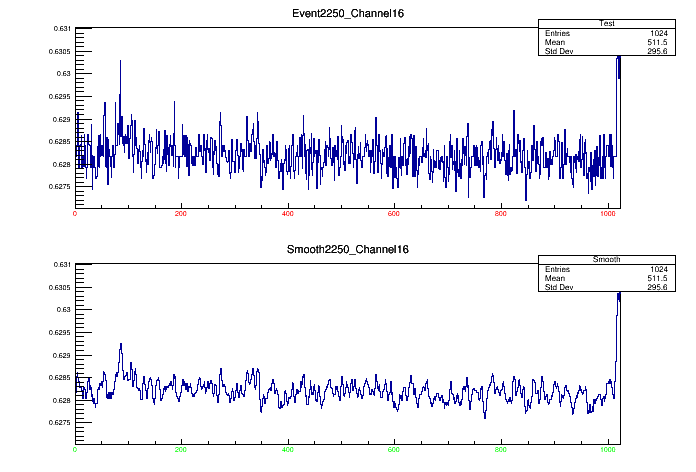 Event2250_Channel16
Test
Entries 1024
Mean 511.5
Std Dev 295.6
0.631
0.6305
0.63
0.6295
0.629
0.6285
0.628
0.6275
0 200 400 600 800 1000
Smooth2250_Channel16
Smooth
Entries 1024
Mean 511.5
Std Dev 295.6
0.631
0.6305
0.63
0.6295
0.629
0.6285
0.628
0.6275
0 200 400 600 800 1000